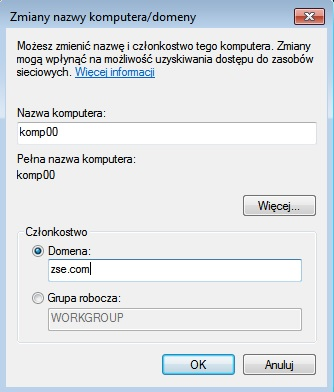 Zmiany nazwy komputera/domeny
Możesz zmienić nazwę i członkostwo tego komputera. Zmiany
mogą wpłynąć na możliwość uzyskiwania dostępu do zasobów
sieciowych. Więcej informacji
Nazwa komputera:
komp00
Pełna nazwa komputera:
komp00
Więcej...
Członkostwo
Domena:
zse.com
Grupa robocza:
WORKGROUP
OK
Anuluj